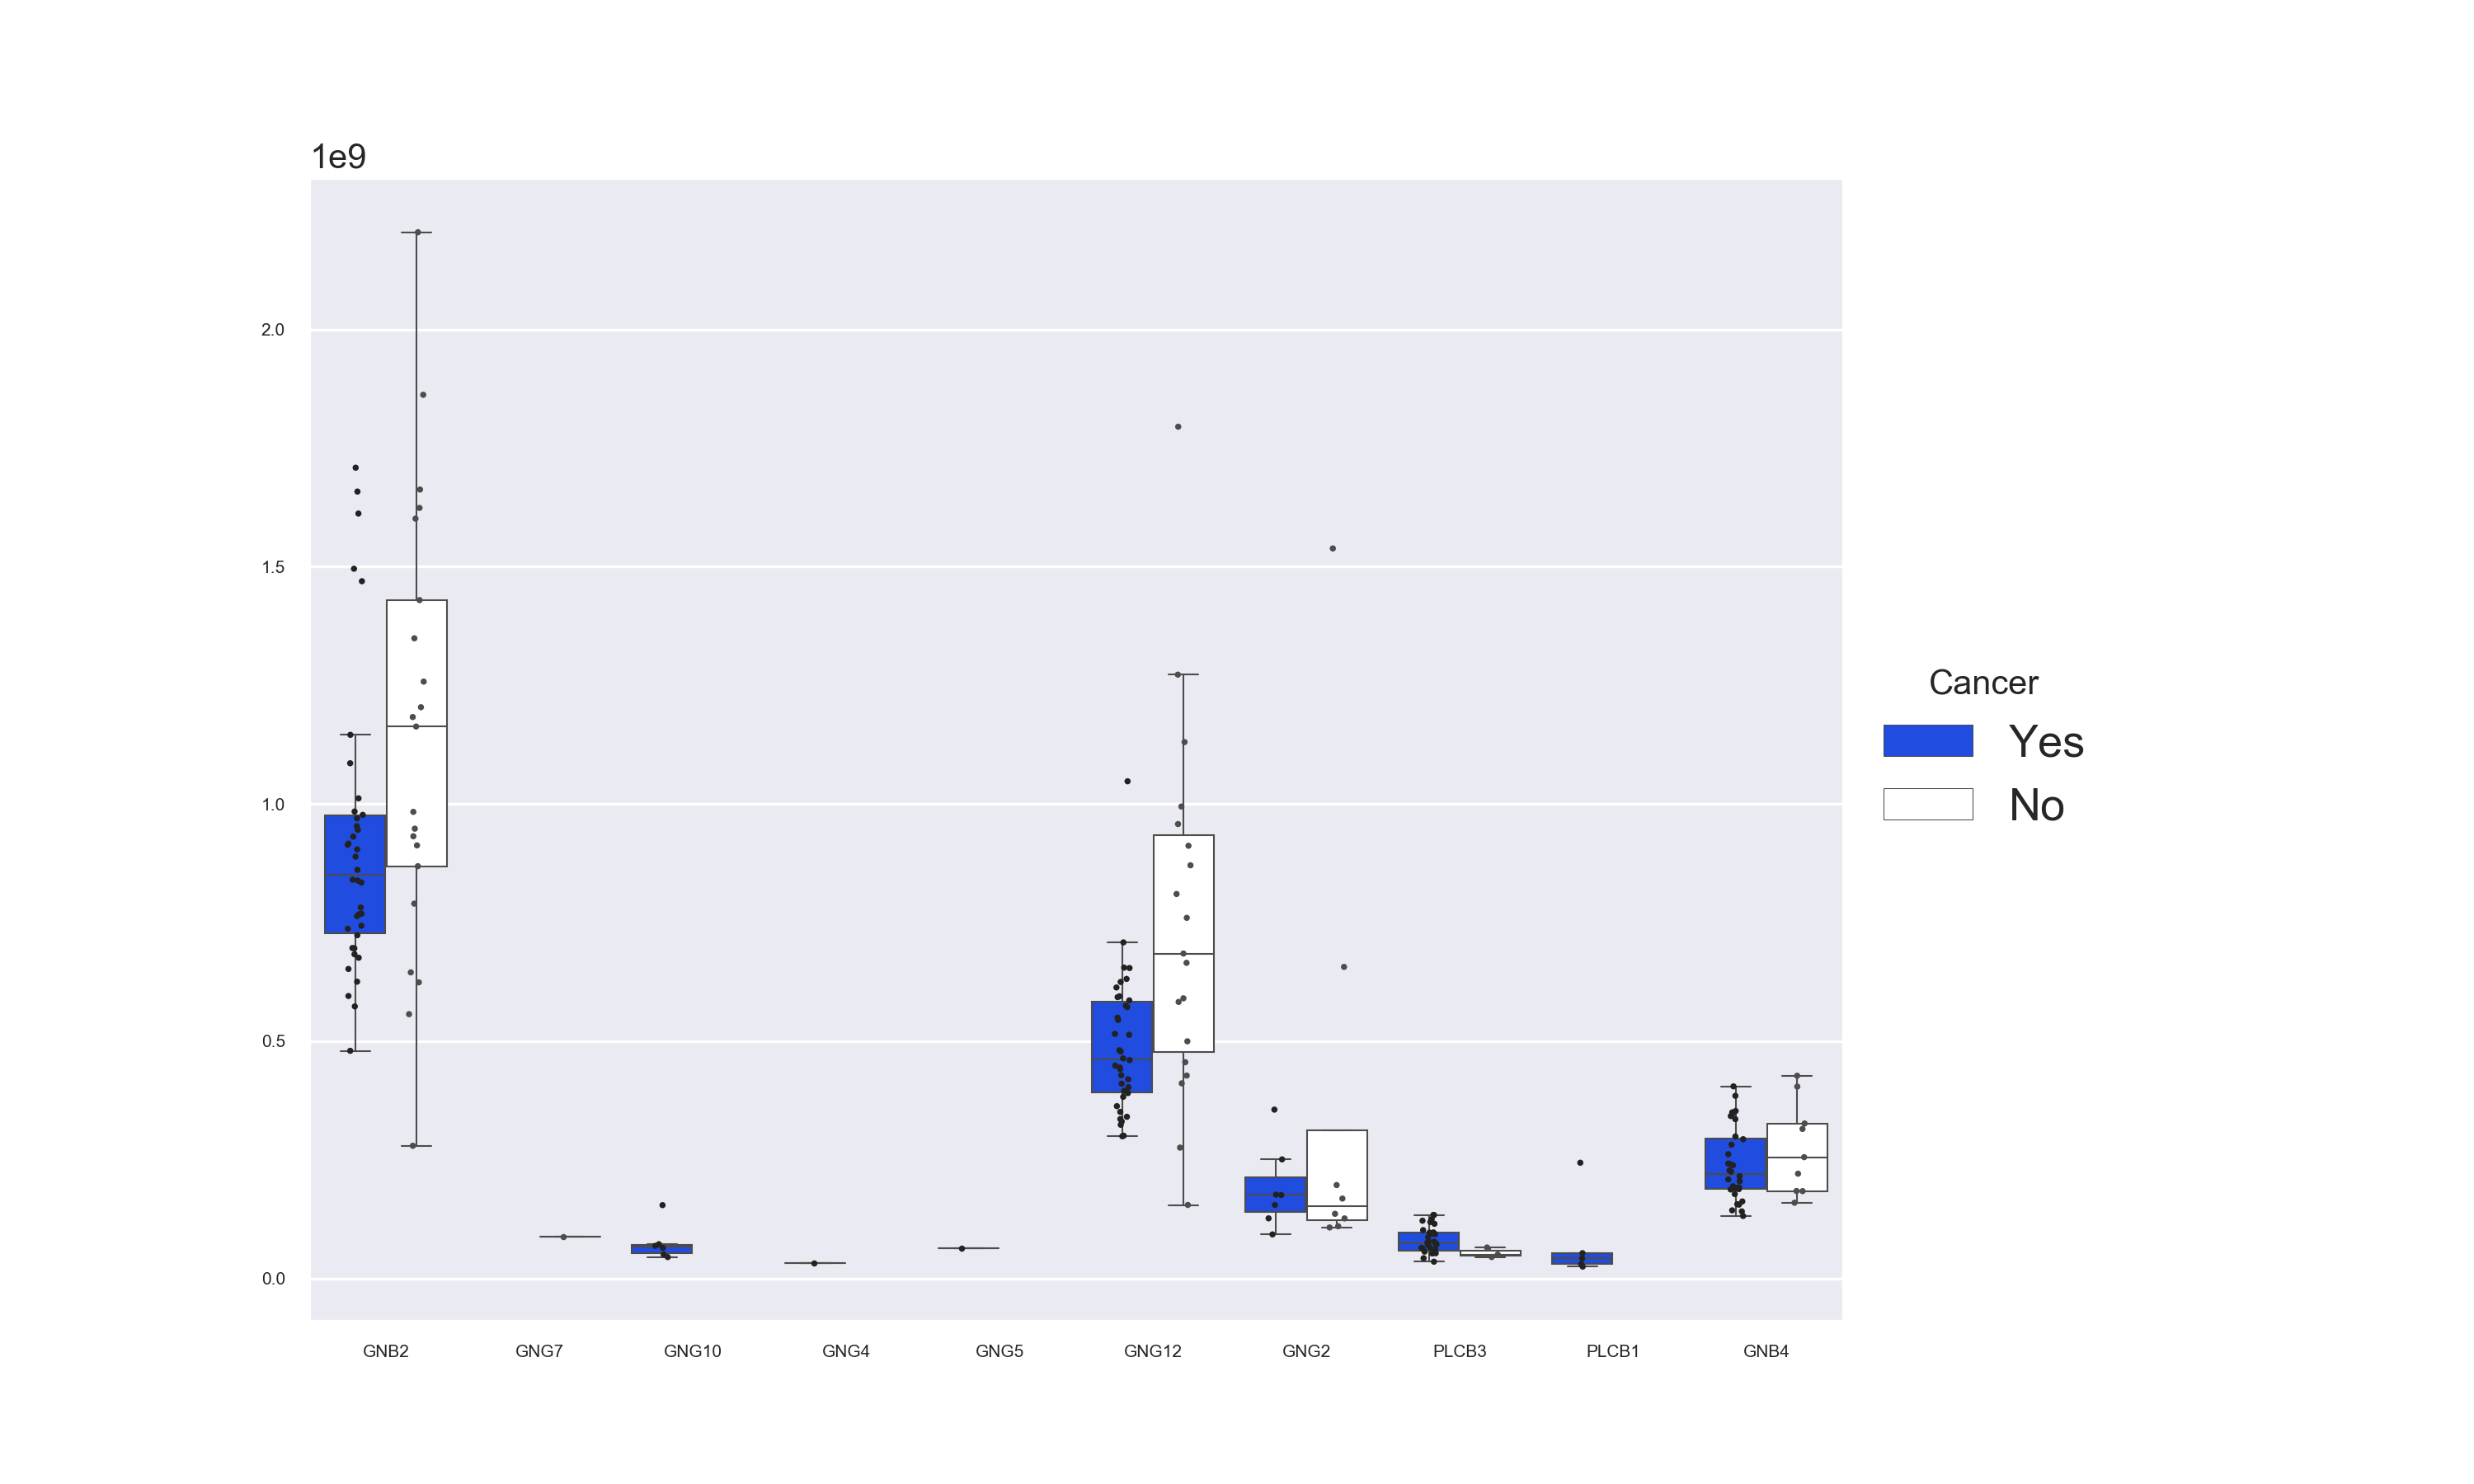 1e9
2.0
1.5
1.0
0.5
0.0
GNB2 GNG7 GNG10 GNG4 GNG5 GNG12 GNG2 PLCB3 PLCB1 GNB4
Cancer
Yes
No